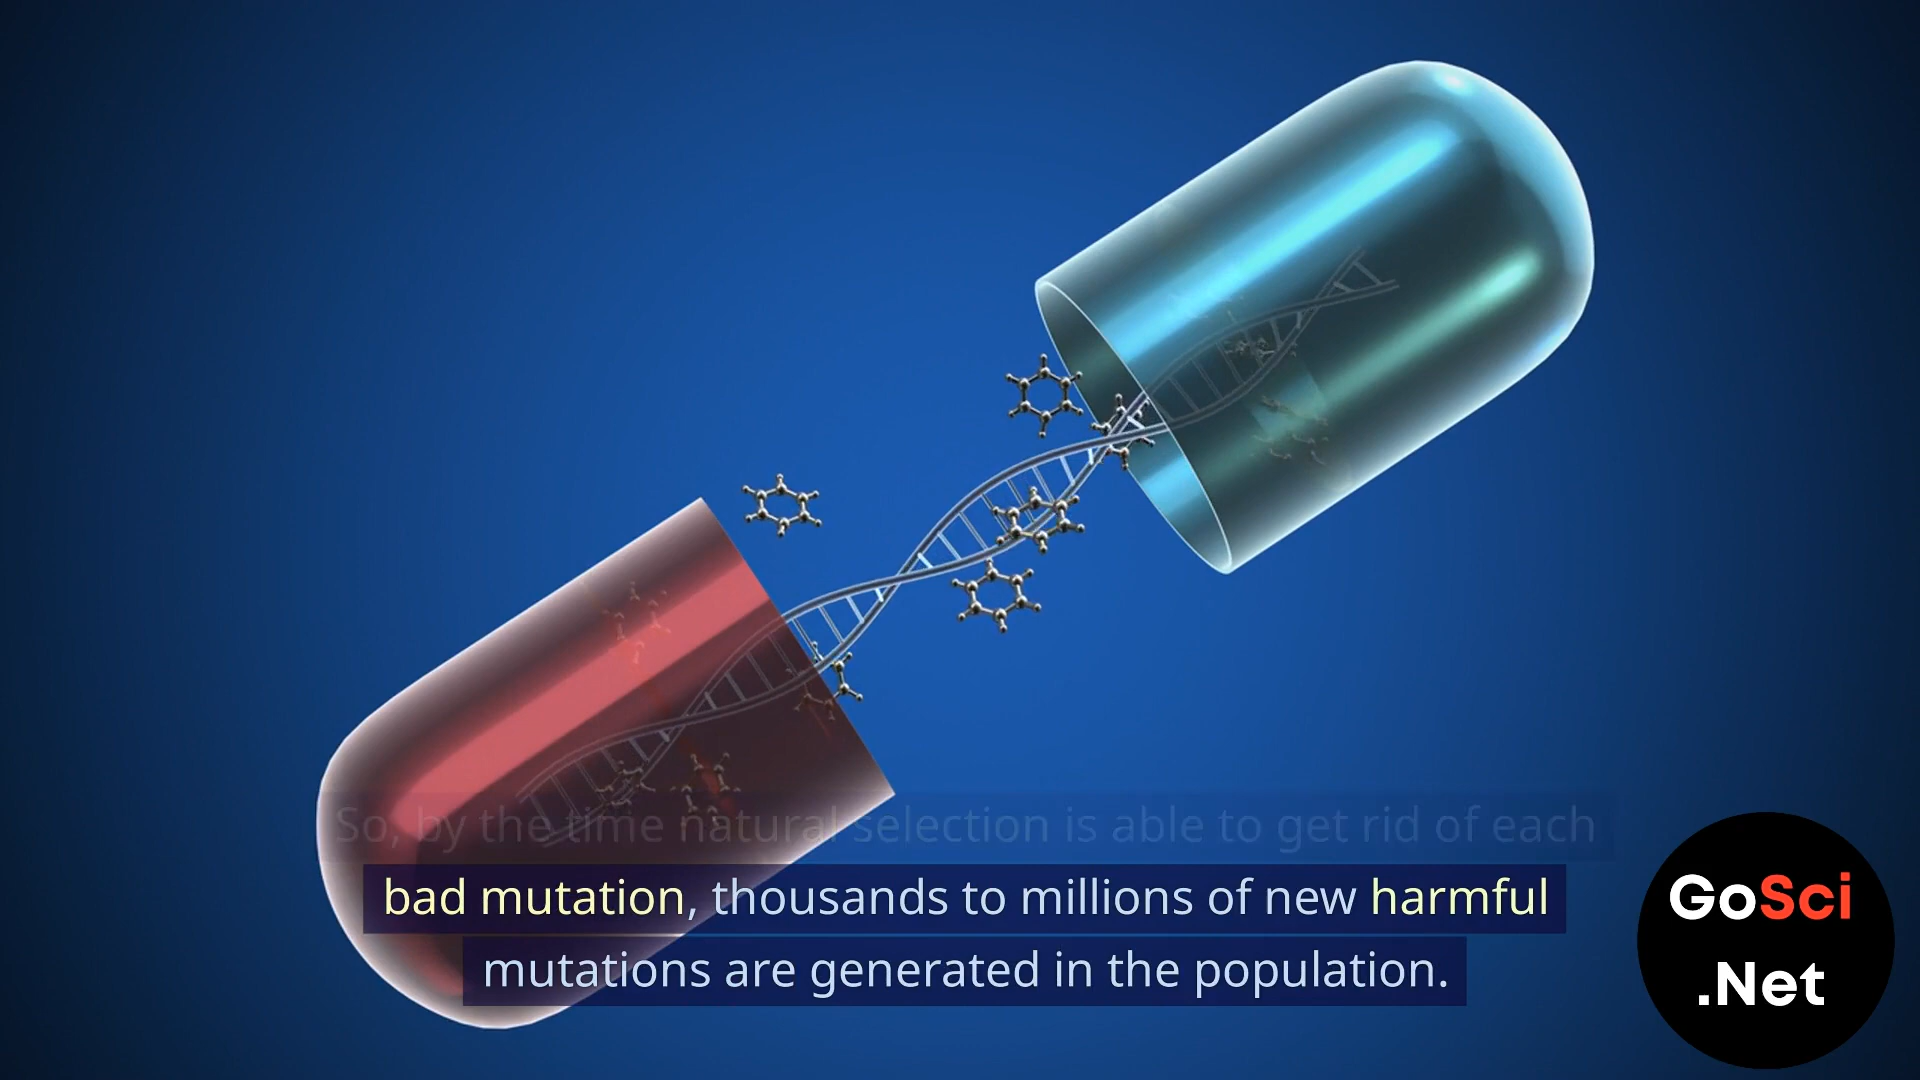 So, by the time natural selection is able to get rid of each
bad mutation, thousands to millions of new harmful
mutations are generated in the population.
GoSci
.Net